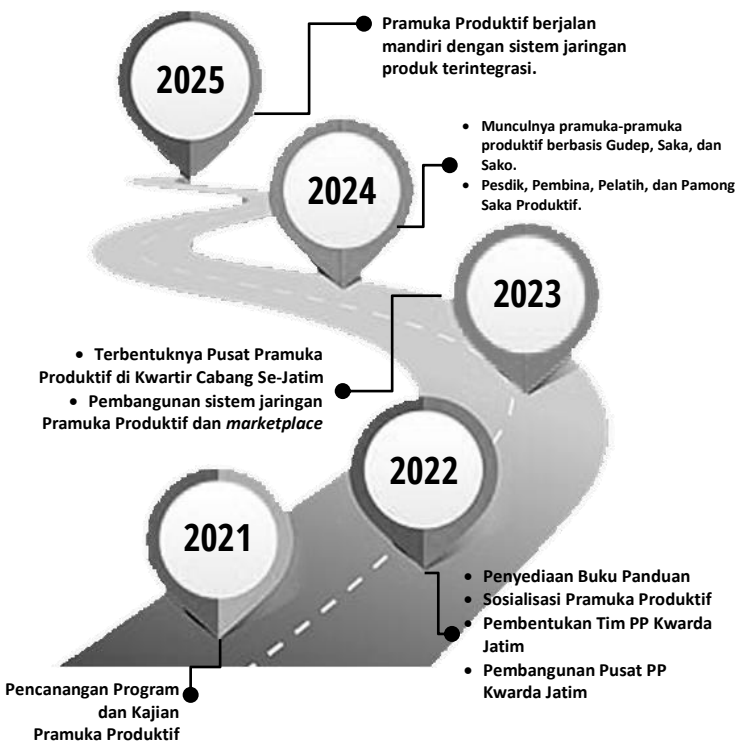 2025
Pramuka Produktif berjalan
mandiri dengan sistem jaringan
produk terintegrasi.
2024
• Munculnya pramuka-pramuka
produktif berbasis Gudep, Saka, dan
Sako.
• Pesdik, Pembina, Pelatih, dan Pamong
Saka Produktif.
2023
• Terbentuknya Pusat Pramuka
Produktif di Kwartir Cabang Se-Jatim
• Pembangunan sistem jaringan
Pramuka Produktif dan marketplace
2022
• Penyediaan Buku Panduan
• Sosialisasi Pramuka Produktif
• Pembentukan Tim PP Kwarda
Jatim
• Pembangunan Pusat PP
Kwarda Jatim
2021
Pencanangan Program
dan Kajian
Pramuka Produktif